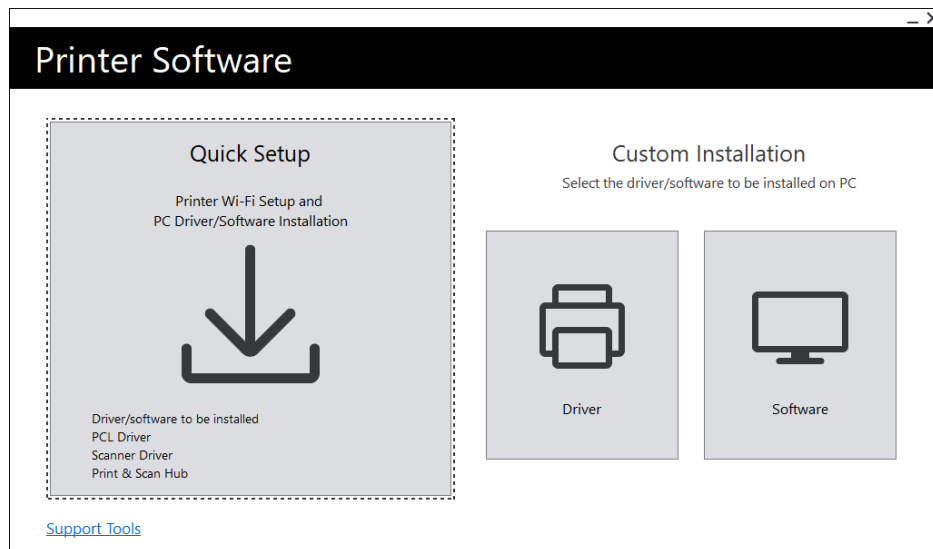 Printer Software
Quick Setup
Printer Wi-Fi Setup and
PC Driver/Software Installation
Driver/software to be installed
PCL Driver
Scanner Driver
Print & Scan Hub
Custom Installation
Select the driver/software to be installed on PC
Driver
Software
Support Tools